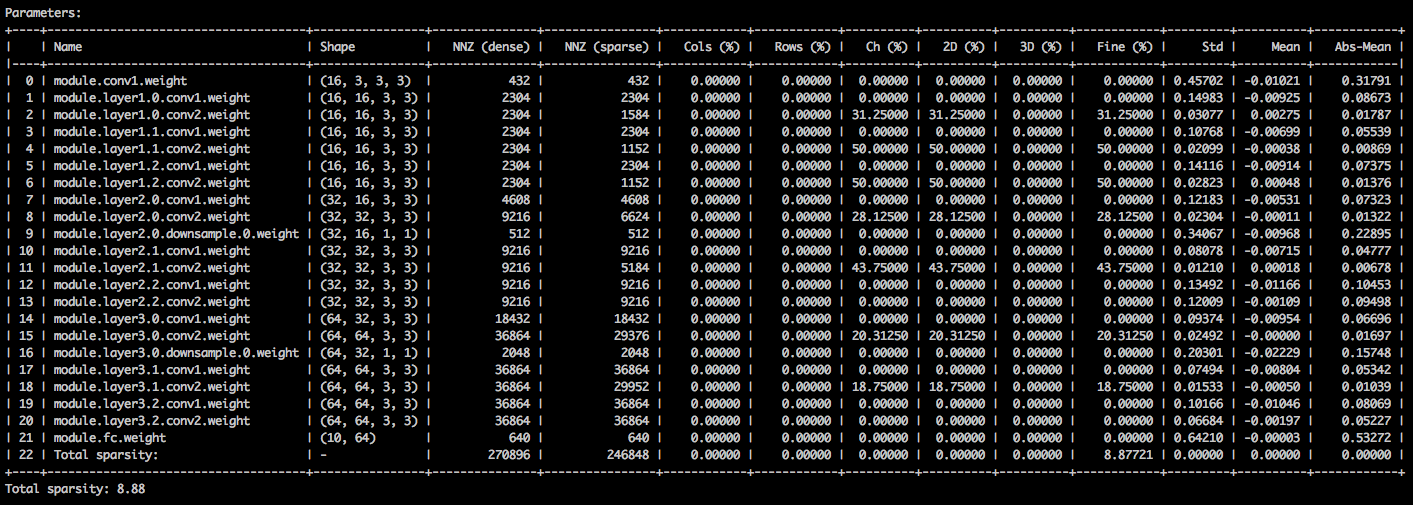 Parameters:
+----+-------------------------------------+----------------+---------------+----------------+------------+------------+----------+----------+----------+------------+---------+----------+------------+
|    | Name                                | Shape          |   NNZ (dense) |   NNZ (sparse) |   Cols (%) |   Rows (%) |   Ch (%) |   2D (%) |   3D (%) |   Fine (%) |     Std |     Mean |   Abs-Mean |
|----+-------------------------------------+----------------+---------------+----------------+------------+------------+----------+----------+----------+------------+---------+----------+------------|
|  0 | module.conv1.weight                 | (16, 3, 3, 3)  |           432 |            432 |    0.00000 |    0.00000 |  0.00000 |  0.00000 |  0.00000 |    0.00000 | 0.45702 | -0.01021 |    0.31791 |
|  1 | module.layer1.0.conv1.weight        | (16, 16, 3, 3) |          2304 |           2304 |    0.00000 |    0.00000 |  0.00000 |  0.00000 |  0.00000 |    0.00000 | 0.14983 | -0.00925 |    0.08673 |
|  2 | module.layer1.0.conv2.weight        | (16, 16, 3, 3) |          2304 |           1584 |    0.00000 |    0.00000 | 31.25000 | 31.25000 |  0.00000 |   31.25000 | 0.03077 |  0.00275 |    0.01787 |
|  3 | module.layer1.1.conv1.weight        | (16, 16, 3, 3) |          2304 |           2304 |    0.00000 |    0.00000 |  0.00000 |  0.00000 |  0.00000 |    0.00000 | 0.10768 | -0.00699 |    0.05539 |
|  4 | module.layer1.1.conv2.weight        | (16, 16, 3, 3) |          2304 |           1152 |    0.00000 |    0.00000 | 50.00000 | 50.00000 |  0.00000 |   50.00000 | 0.02099 | -0.00038 |    0.00869 |
|  5 | module.layer1.2.conv1.weight        | (16, 16, 3, 3) |          2304 |           2304 |    0.00000 |    0.00000 |  0.00000 |  0.00000 |  0.00000 |    0.00000 | 0.14116 | -0.00914 |    0.07375 |
|  6 | module.layer1.2.conv2.weight        | (16, 16, 3, 3) |          2304 |           1152 |    0.00000 |    0.00000 | 50.00000 | 50.00000 |  0.00000 |   50.00000 | 0.02823 |  0.00048 |    0.01376 |
|  7 | module.layer2.0.conv1.weight        | (32, 16, 3, 3) |          4608 |           4608 |    0.00000 |    0.00000 |  0.00000 |  0.00000 |  0.00000 |    0.00000 | 0.12183 | -0.00531 |    0.07323 |
|  8 | module.layer2.0.conv2.weight        | (32, 32, 3, 3) |          9216 |           6624 |    0.00000 |    0.00000 | 28.12500 | 28.12500 |  0.00000 |   28.12500 | 0.02304 | -0.00011 |    0.01322 |
|  9 | module.layer2.0.downsample.0.weight | (32, 16, 1, 1) |           512 |            512 |    0.00000 |    0.00000 |  0.00000 |  0.00000 |  0.00000 |    0.00000 | 0.34067 | -0.00968 |    0.22895 |
| 10 | module.layer2.1.conv1.weight        | (32, 32, 3, 3) |          9216 |           9216 |    0.00000 |    0.00000 |  0.00000 |  0.00000 |  0.00000 |    0.00000 | 0.08078 | -0.00715 |    0.04777 |
| 11 | module.layer2.1.conv2.weight        | (32, 32, 3, 3) |          9216 |           5184 |    0.00000 |    0.00000 | 43.75000 | 43.75000 |  0.00000 |   43.75000 | 0.01210 |  0.00018 |    0.00678 |
| 12 | module.layer2.2.conv1.weight        | (32, 32, 3, 3) |          9216 |           9216 |    0.00000 |    0.00000 |  0.00000 |  0.00000 |  0.00000 |    0.00000 | 0.13492 | -0.01166 |    0.10453 |
| 13 | module.layer2.2.conv2.weight        | (32, 32, 3, 3) |          9216 |           9216 |    0.00000 |    0.00000 |  0.00000 |  0.00000 |  0.00000 |    0.00000 | 0.12009 | -0.00109 |    0.09498 |
| 14 | module.layer3.0.conv1.weight        | (64, 32, 3, 3) |         18432 |          18432 |    0.00000 |    0.00000 |  0.00000 |  0.00000 |  0.00000 |    0.00000 | 0.09374 | -0.00954 |    0.06696 |
| 15 | module.layer3.0.conv2.weight        | (64, 64, 3, 3) |         36864 |          29376 |    0.00000 |    0.00000 | 20.31250 | 20.31250 |  0.00000 |   20.31250 | 0.02492 | -0.00000 |    0.01697 |
| 16 | module.layer3.0.downsample.0.weight | (64, 32, 1, 1) |          2048 |           2048 |    0.00000 |    0.00000 |  0.00000 |  0.00000 |  0.00000 |    0.00000 | 0.20301 | -0.02229 |    0.15748 |
| 17 | module.layer3.1.conv1.weight        | (64, 64, 3, 3) |         36864 |          36864 |    0.00000 |    0.00000 |  0.00000 |  0.00000 |  0.00000 |    0.00000 | 0.07494 | -0.00804 |    0.05342 |
| 18 | module.layer3.1.conv2.weight        | (64, 64, 3, 3) |         36864 |          29952 |    0.00000 |    0.00000 | 18.75000 | 18.75000 |  0.00000 |   18.75000 | 0.01533 | -0.00050 |    0.01039 |
| 19 | module.layer3.2.conv1.weight        | (64, 64, 3, 3) |         36864 |          36864 |    0.00000 |    0.00000 |  0.00000 |  0.00000 |  0.00000 |    0.00000 | 0.10166 | -0.01046 |    0.08069 |
| 20 | module.layer3.2.conv2.weight        | (64, 64, 3, 3) |         36864 |          36864 |    0.00000 |    0.00000 |  0.00000 |  0.00000 |  0.00000 |    0.00000 | 0.06684 | -0.00197 |    0.05227 |
| 21 | module.fc.weight                    | (10, 64)       |           640 |            640 |    0.00000 |    0.00000 |  0.00000 |  0.00000 |  0.00000 |    0.00000 | 0.64210 | -0.00003 |    0.53272 |
| 22 | Total sparsity:                     | -              |        270896 |         246848 |    0.00000 |    0.00000 |  0.00000 |  0.00000 |  0.00000 |    8.87721 | 0.00000 |  0.00000 |    0.00000 |
+----+-------------------------------------+----------------+---------------+----------------+------------+------------+----------+----------+----------+------------+---------+----------+------------+
Total sparsity: 8.88